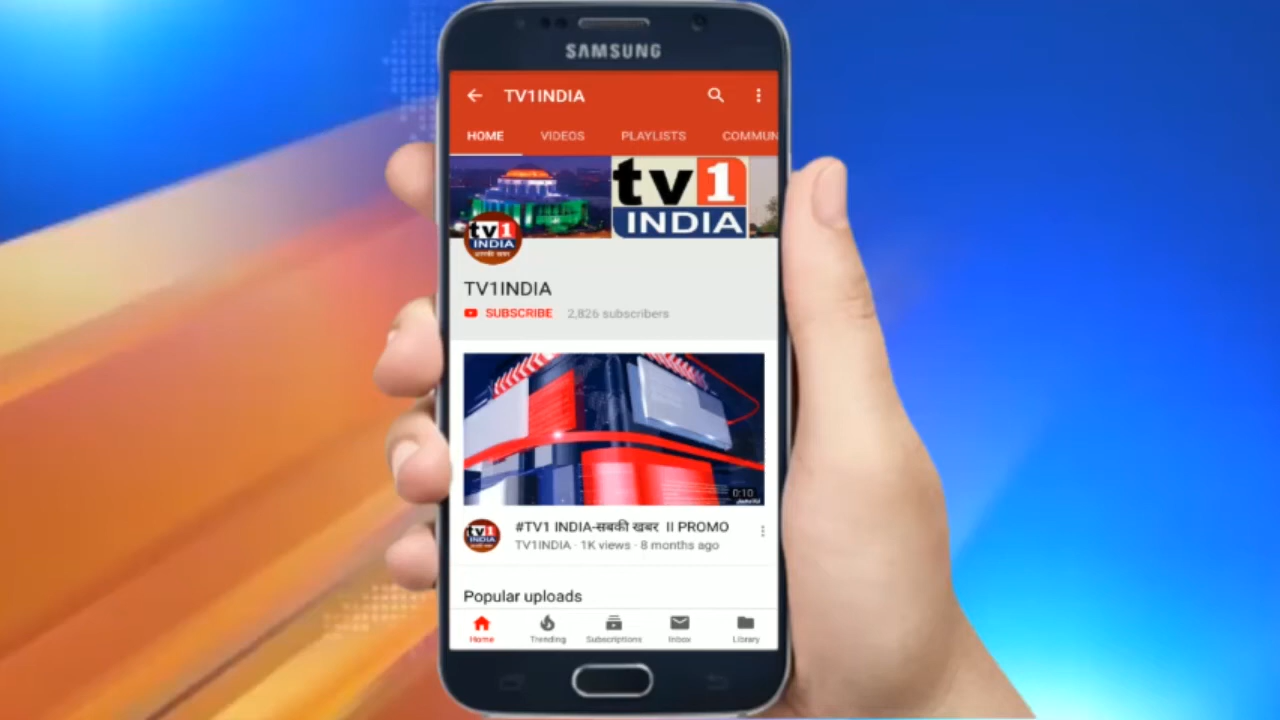 SAMSUNG
TV1INDIA
HOME VIDEOS PLAYLISTS COMMUN
tv1
INDIA
tv1
INDIA
TV1INDIA
SUBSCRIBE 2,826 subscribers
0:10
#TV1 INDIA-सबकी खबर II PROMO
TV1INDIA · 1K views · 8 months ago
tv1
INDIA
Popular uploads
Home Trending Subscriptions Inbox Library